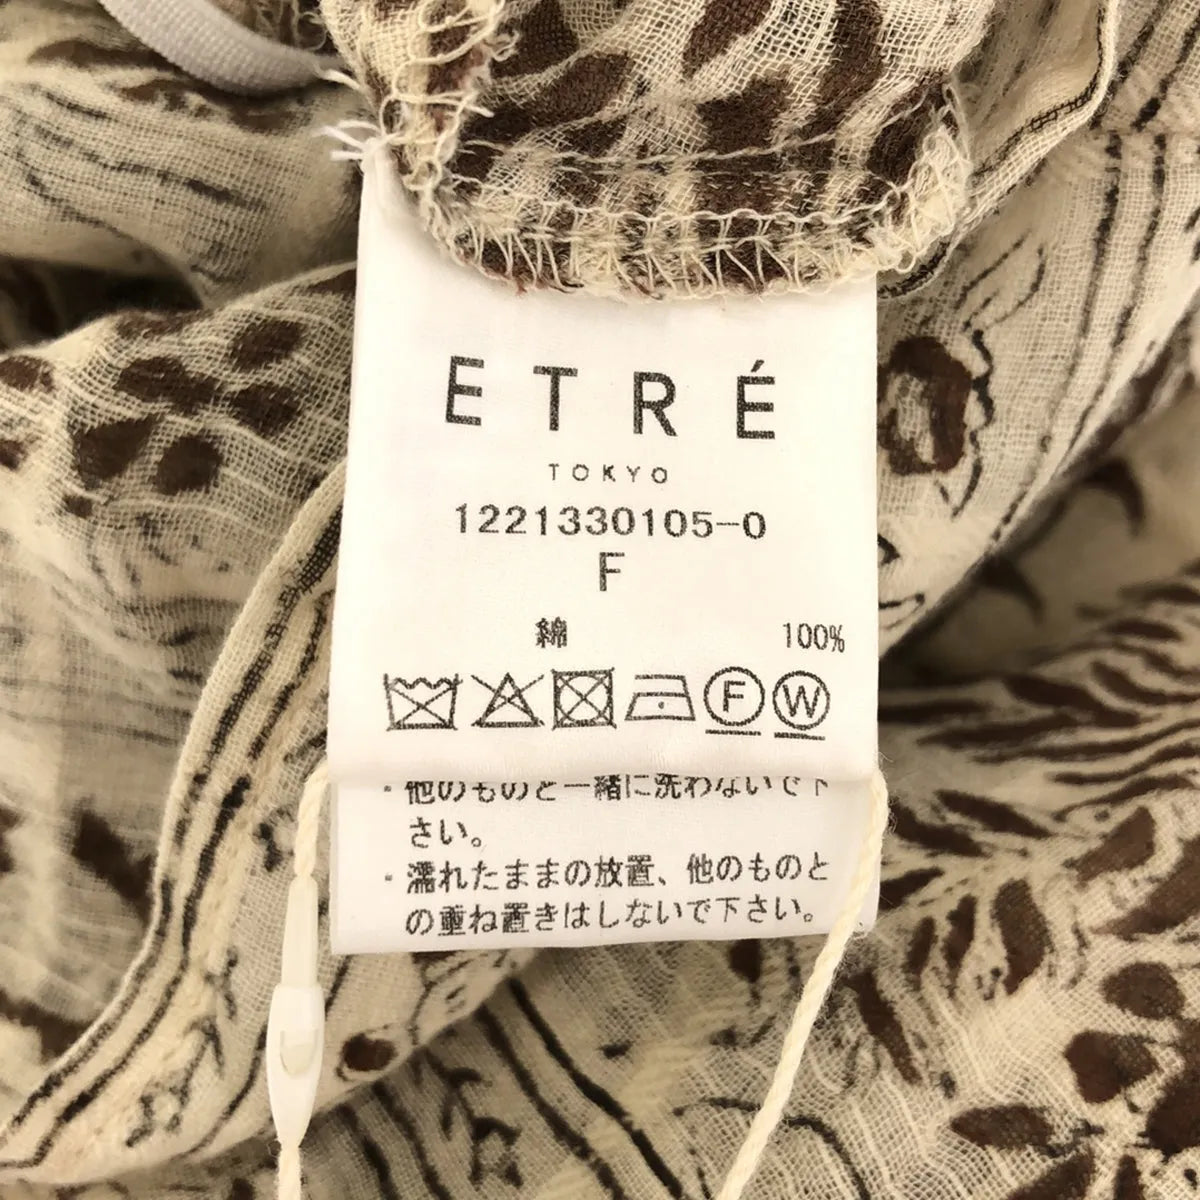 ETRÉ
TOKYO
1221330105-0
F
綿 100%
F W
・他のものと一緒に洗わないで下
さい。
・濡れたままの放置、他のものと
の重ね置きはしないで下さい。